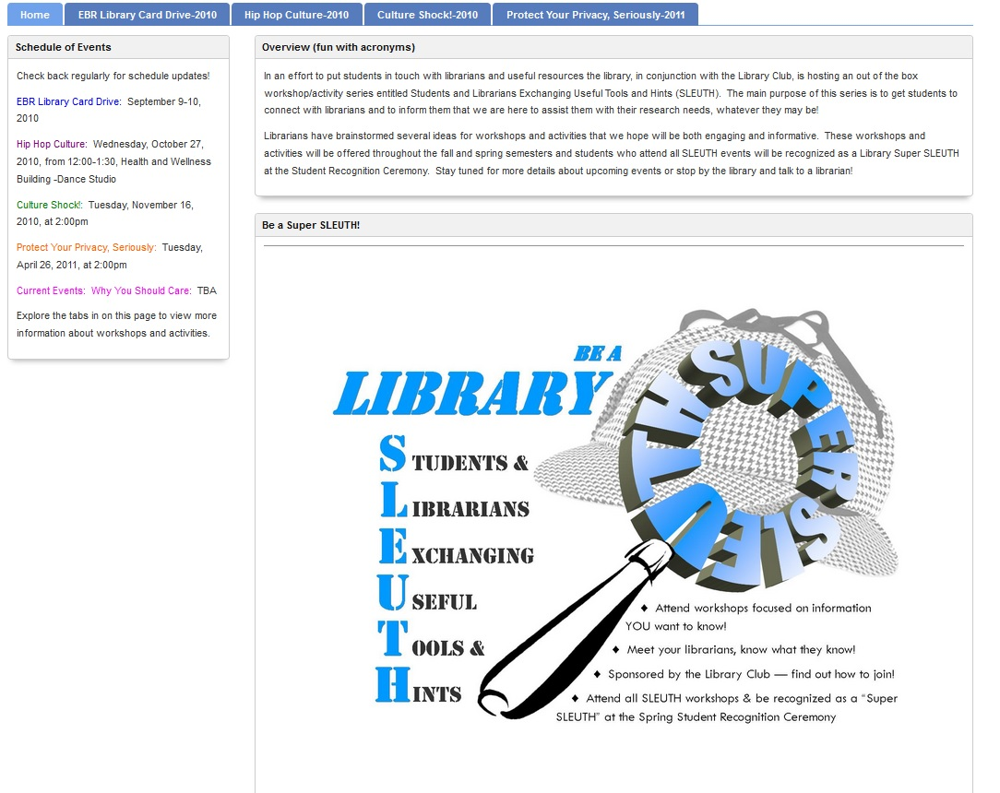 Home EBR Library Card Drive-2010 Hip Hop Culture-2010 Culture Shock!-2010 Protect Your Privacy, Seriously-2011
Schedule of Events
Check back regularly for schedule updates!
EBR Library Card Drive: September 9-10,
2010
Hip Hop Culture: Wednesday, October 27,
2010, from 12:00-1:30, Health and Wellness
Building -Dance Studio
Culture Shock!: Tuesday, November 16,
2010, at 2:00pm
Protect Your Privacy, Seriously: Tuesday,
April 26, 2011, at 2:00pm
Current Events: Why You Should Care: TBA
Explore the tabs in on this page to view more
information about workshops and activities.
Overview (fun with acronyms)
In an effort to put students in touch with librarians and useful resources the library, in conjunction with the Library Club, is hosting an out of the box
workshop/activity series entitled Students and Librarians Exchanging Useful Tools and Hints (SLEUTH). The main purpose of this series is to get students to
connect with librarians and to inform them that we are here to assist them with their research needs, whatever they may be!
Librarians have brainstormed several ideas for workshops and activities that we hope will be both engaging and informative. These workshops and
activities will be offered throughout the fall and spring semesters and students who attend all SLEUTH events will be recognized as a Library Super SLEUTH
at the Student Recognition Ceremony. Stay tuned for more details about upcoming events or stop by the library and talk to a librarian!
Be a Super SLEUTH!
BE A
LIBRARY
SUPER SLEUTH
STUDENTS &
LIBRARIANS
EXCHANGING
USEFUL
TOOLS &
HINTS
♦ Attend workshops focused on information
YOU want to know!
♦ Meet your librarians, know what they know!
♦ Sponsored by the Library Club — find out how to join!
♦ Attend all SLEUTH workshops & be recognized as a “Super
SLEUTH” at the Spring Student Recognition Ceremony